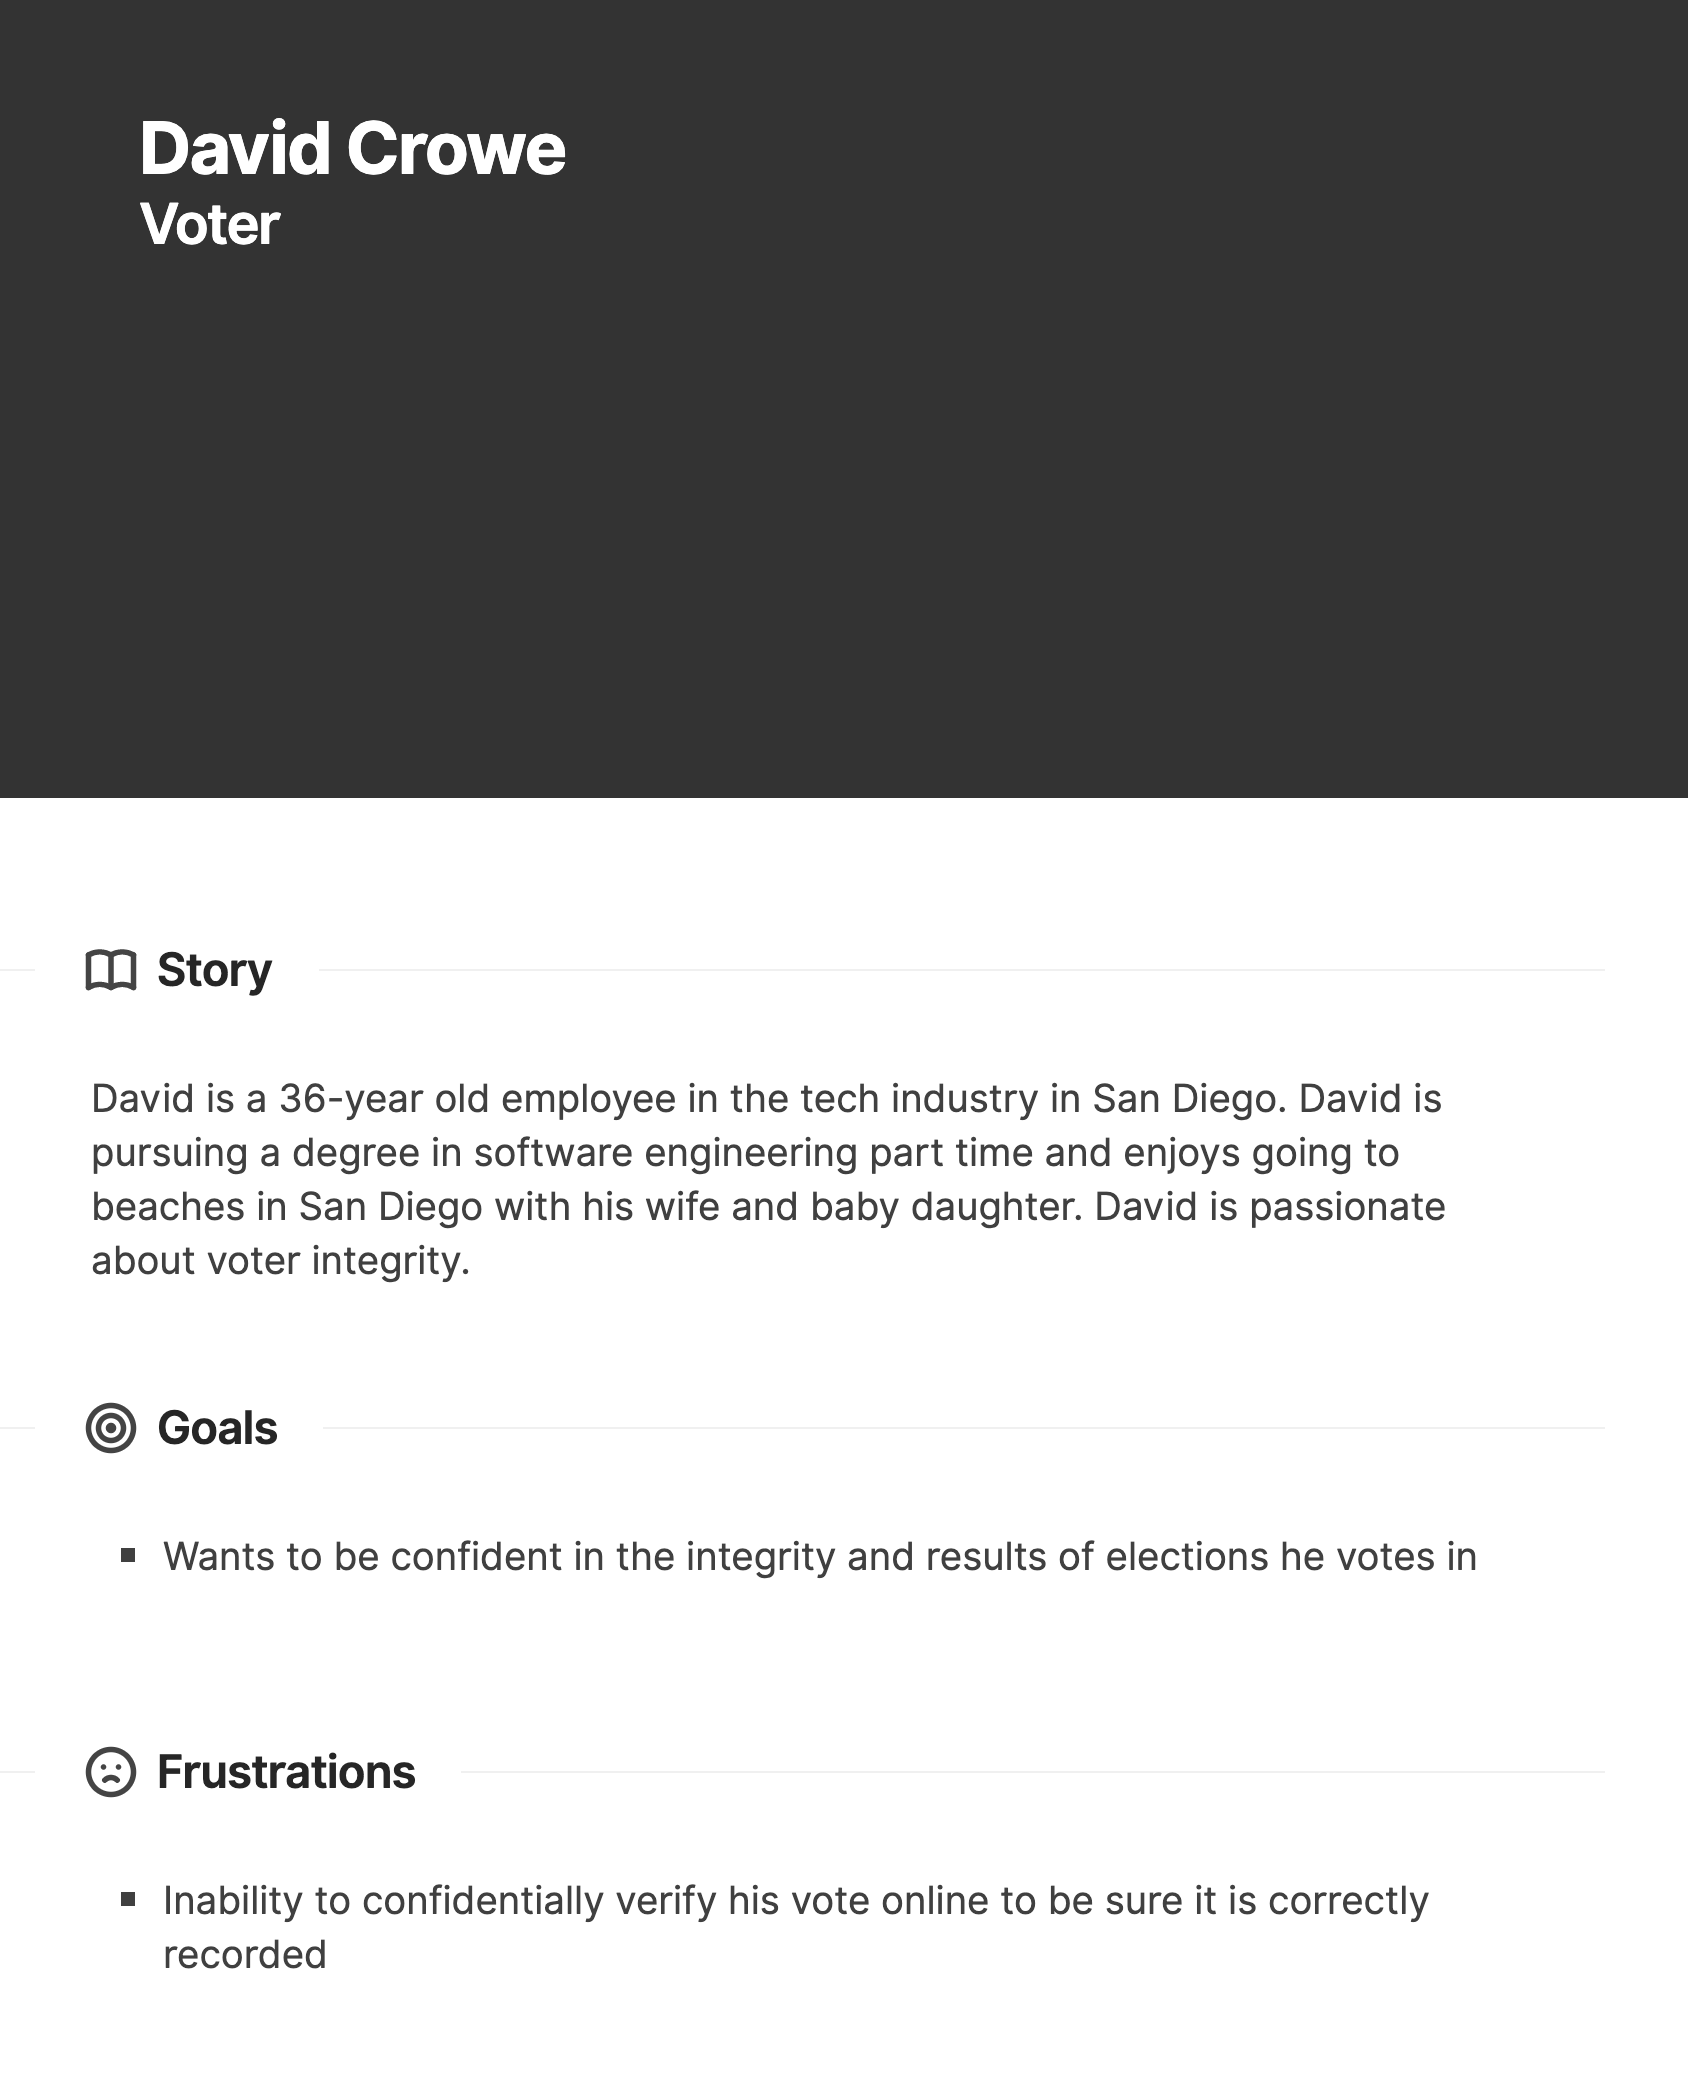 David Crowe
Voter
Story
David is a 36-year old employee in the tech industry in San Diego. David is
pursuing a degree in software engineering part time and enjoys going to
beaches in San Diego with his wife and baby daughter. David is passionate
about voter integrity.
Goals
▪ Wants to be confident in the integrity and results of elections he votes in
Frustrations
▪ Inability to confidentially verify his vote online to be sure it is correctly
recorded